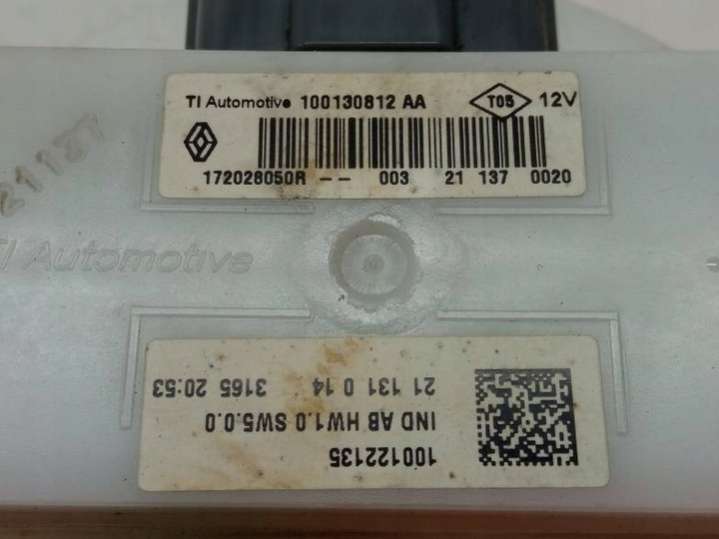 TI Automotive 100130812 AA T05 12V
172028050R -- 003 21 137 0020
21137
TI Automotive
100122135
IND AB HW1.0 SW5.0.0
21 131 0 14 3165 20:53